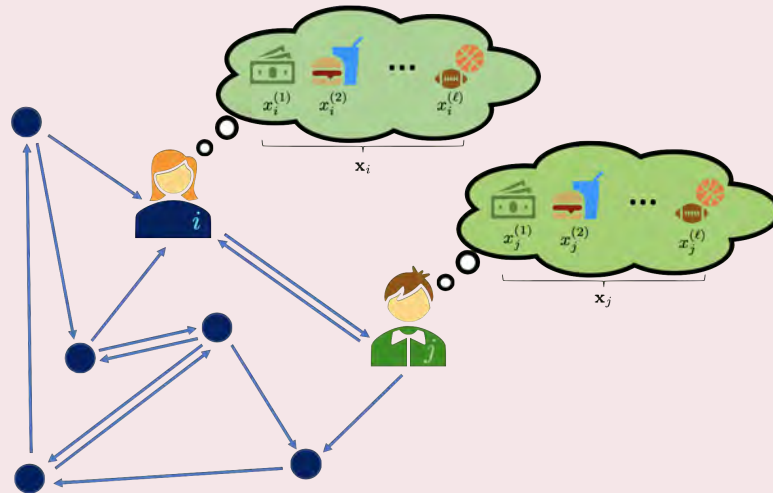 x_i^{(1)} x_i^{(2)} ... x_i^{(ℓ)}
𝐱_i
i
x_j^{(1)} x_j^{(2)} ... x_j^{(ℓ)}
𝐱_j
j